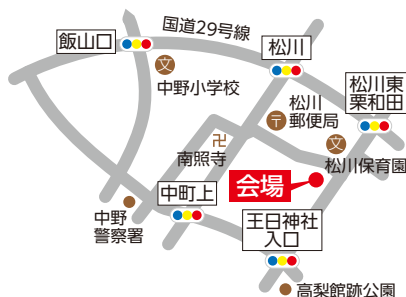 国道29号線
飯山口
松川
文
中野小学校
松川東
栗和田
〒
松川
郵便局
卍
南照寺
文
松川保育園
会場
中町上
中野
警察署
王日神社
入口
高梨館跡公園